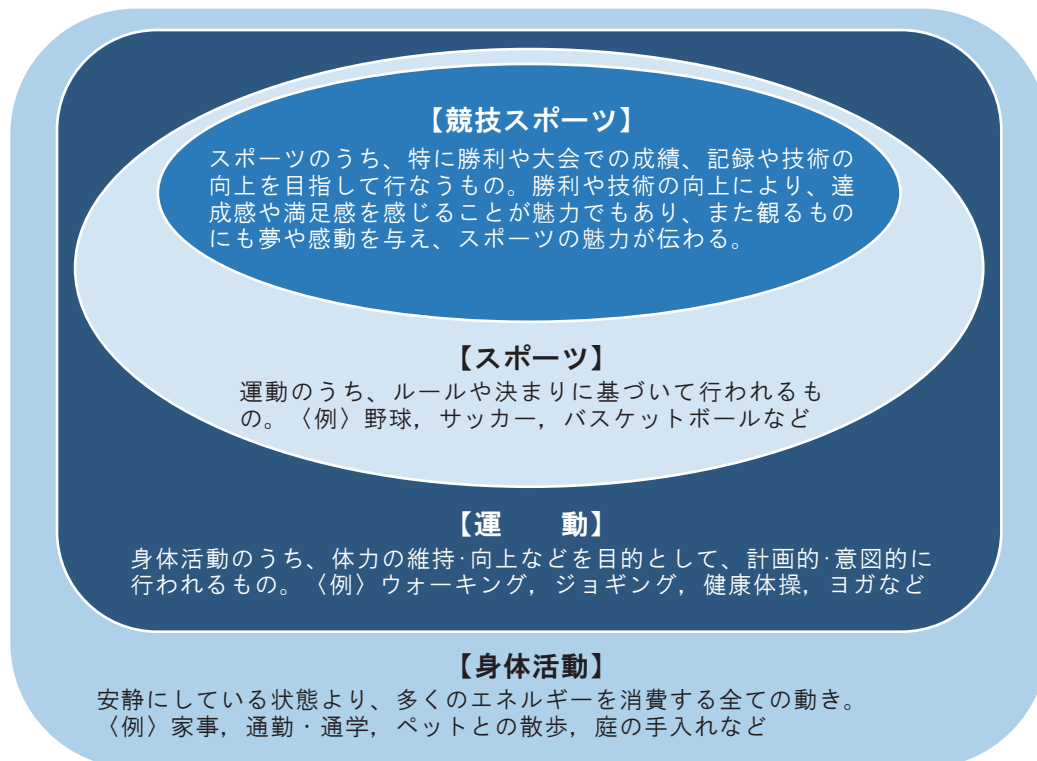 【競技スポーツ】
スポーツのうち、特に勝利や大会での成績、記録や技術の
向上を目指して行なうもの。勝利や技術の向上により、達
成感や満足感を感じることが魅力でもあり、また観るもの
にも夢や感動を与え、スポーツの魅力が伝わる。
【スポーツ】
運動のうち、ルールや決まりに基づいて行われるも
の。〈例〉野球，サッカー，バスケットボールなど
【運　　動】
身体活動のうち、体力の維持･向上などを目的として、計画的･意図的に
行われるもの。〈例〉ウォーキング，ジョギング，健康体操，ヨガなど
【身体活動】
安静にしている状態より、多くのエネルギーを消費する全ての動き。
〈例〉家事，通勤・通学，ペットとの散歩，庭の手入れなど